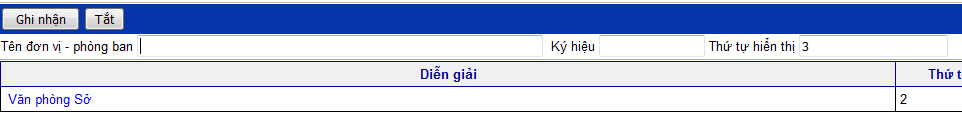 Ghi nhận Tắt
Tên đơn vị - phòng ban Ký hiệu Thứ tự hiển thị 3
Diễn giải Thứ t
Văn phòng Sở 2